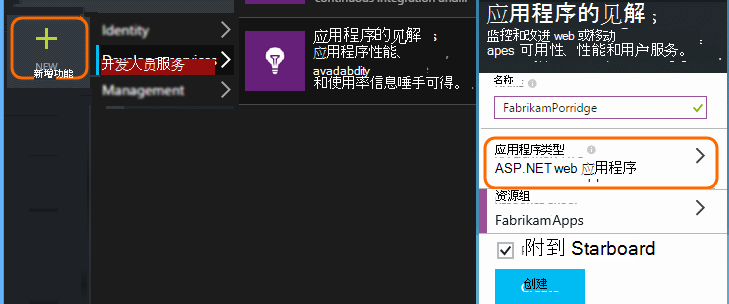 NEW
新增功能
Identity
开发人员服务
Management
continuous integration and...
应用程序的见解；
应用程序性能、
avadabdity
和使用率信息唾手可得。
应用程序的见解；
监控和改进 web 或移动
apes 可用性、性能和用户服务。
名称
FabrikamPorridge
应用程序类型
ASP.NET web 应用程序
资源组
FabrikamApps
附到 Starboard
创建